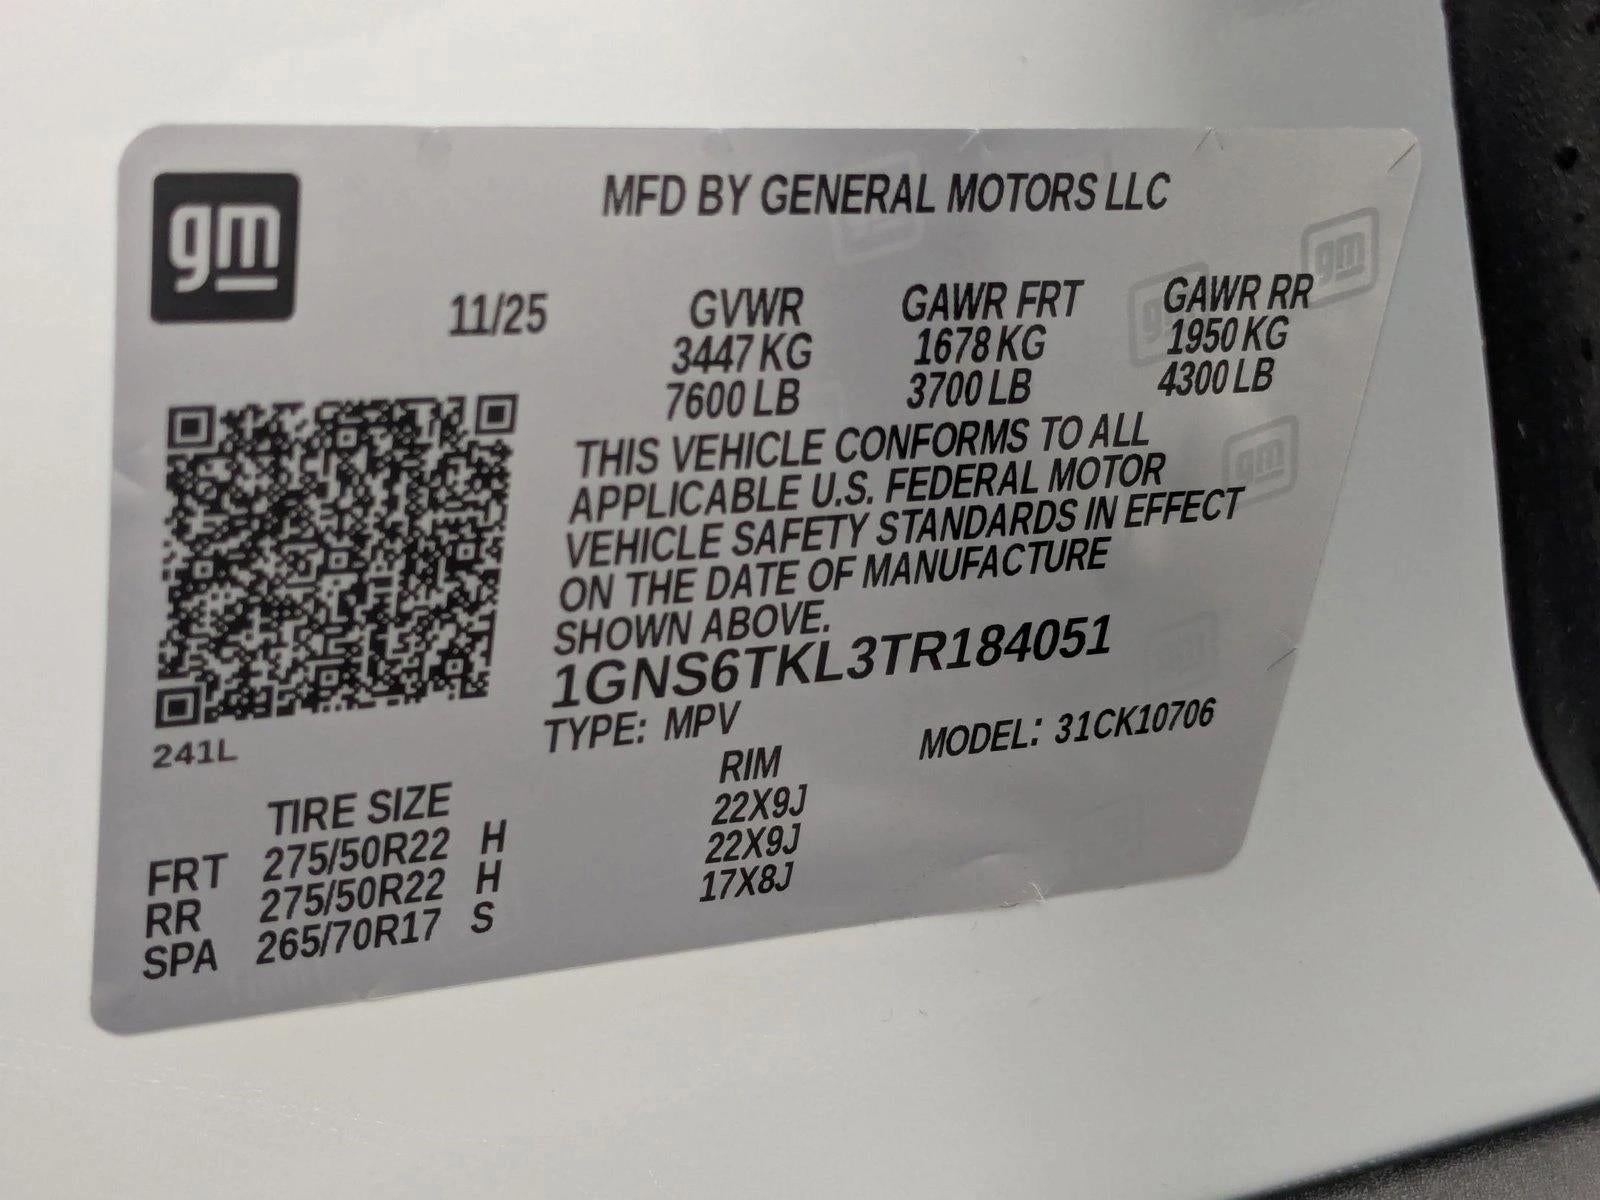 gm
MFD BY GENERAL MOTORS LLC
11/25 GVWR GAWR FRT GAWR RR
3447 KG 1678 KG 1950 KG
7600 LB 3700 LB 4300 LB
THIS VEHICLE CONFORMS TO ALL
APPLICABLE U.S. FEDERAL MOTOR
VEHICLE SAFETY STANDARDS IN EFFECT
ON THE DATE OF MANUFACTURE
SHOWN ABOVE.
1GNS6TKL3TR184051
TYPE: MPV MODEL: 31CK10706
241L
TIRE SIZE RIM
FRT 275/50R22 H 22X9J
RR 275/50R22 H 22X9J
SPA 265/70R17 S 17X8J